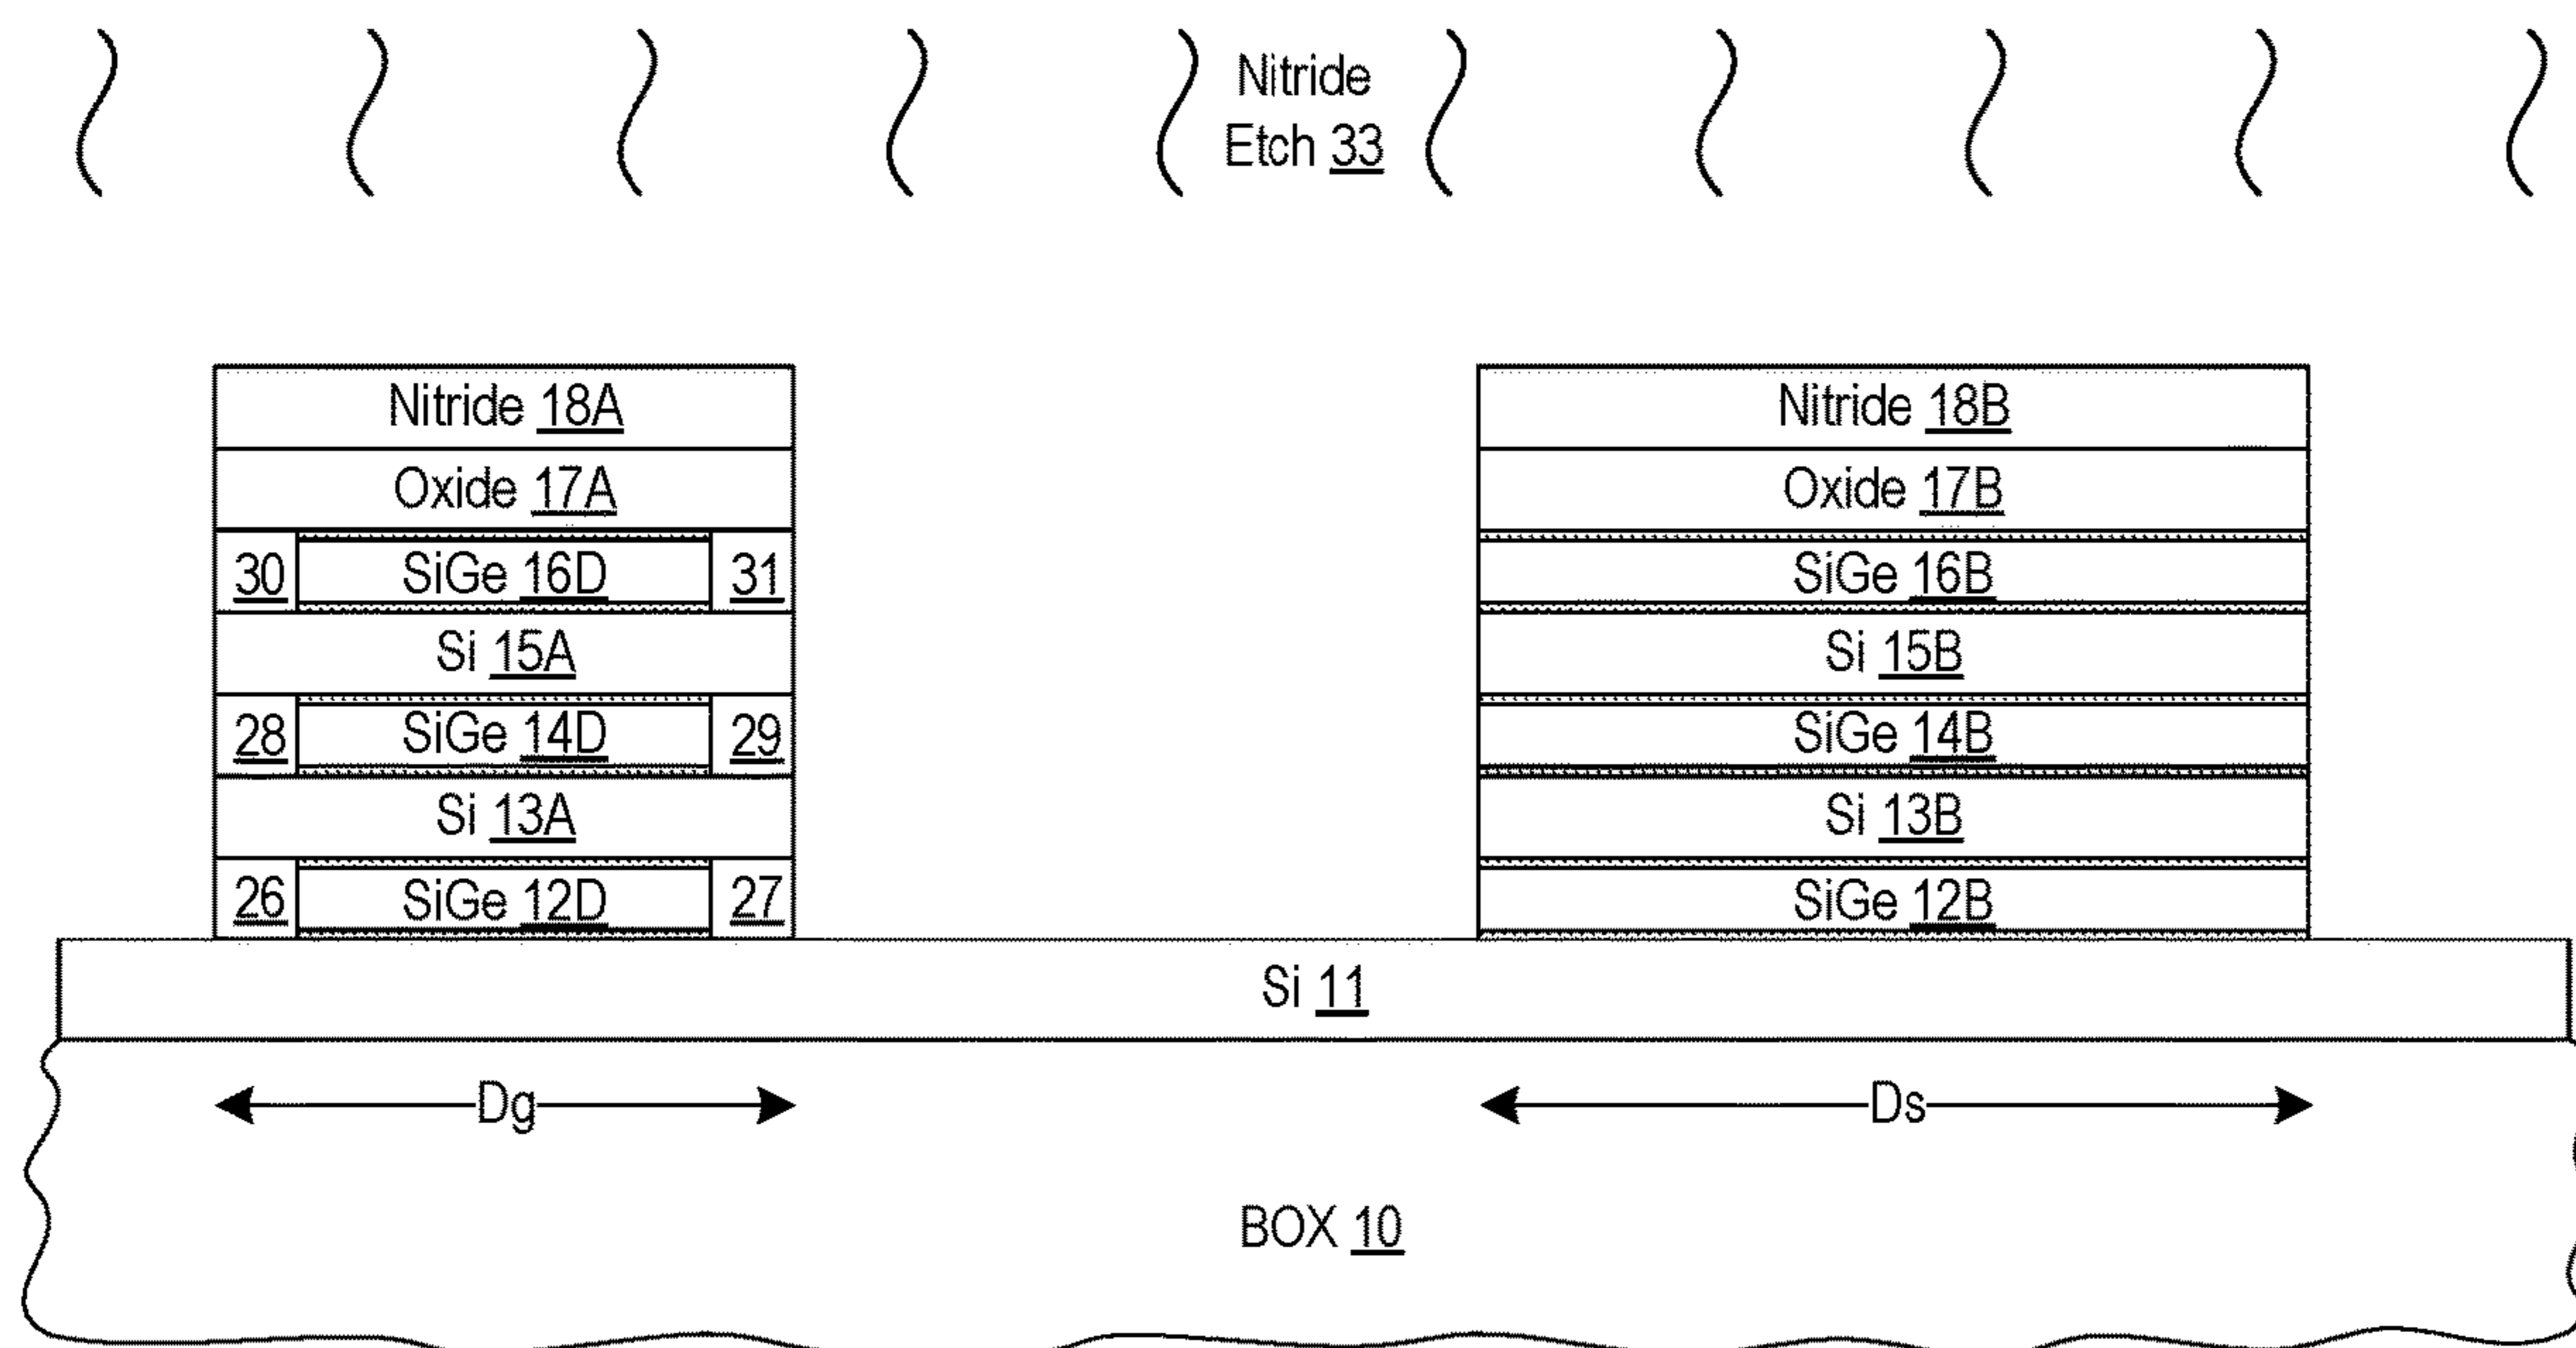 Nitride
Etch 33
Nitride 18A
Nitride 18B
Oxide 17A
Oxide 17B
30 SiGe 16D 31
SiGe 16B
Si 15A
Si 15B
28 SiGe 14D 29
SiGe 14B
Si 13A
Si 13B
26 SiGe 12D 27
SiGe 12B
Si 11
Dg
Ds
BOX 10